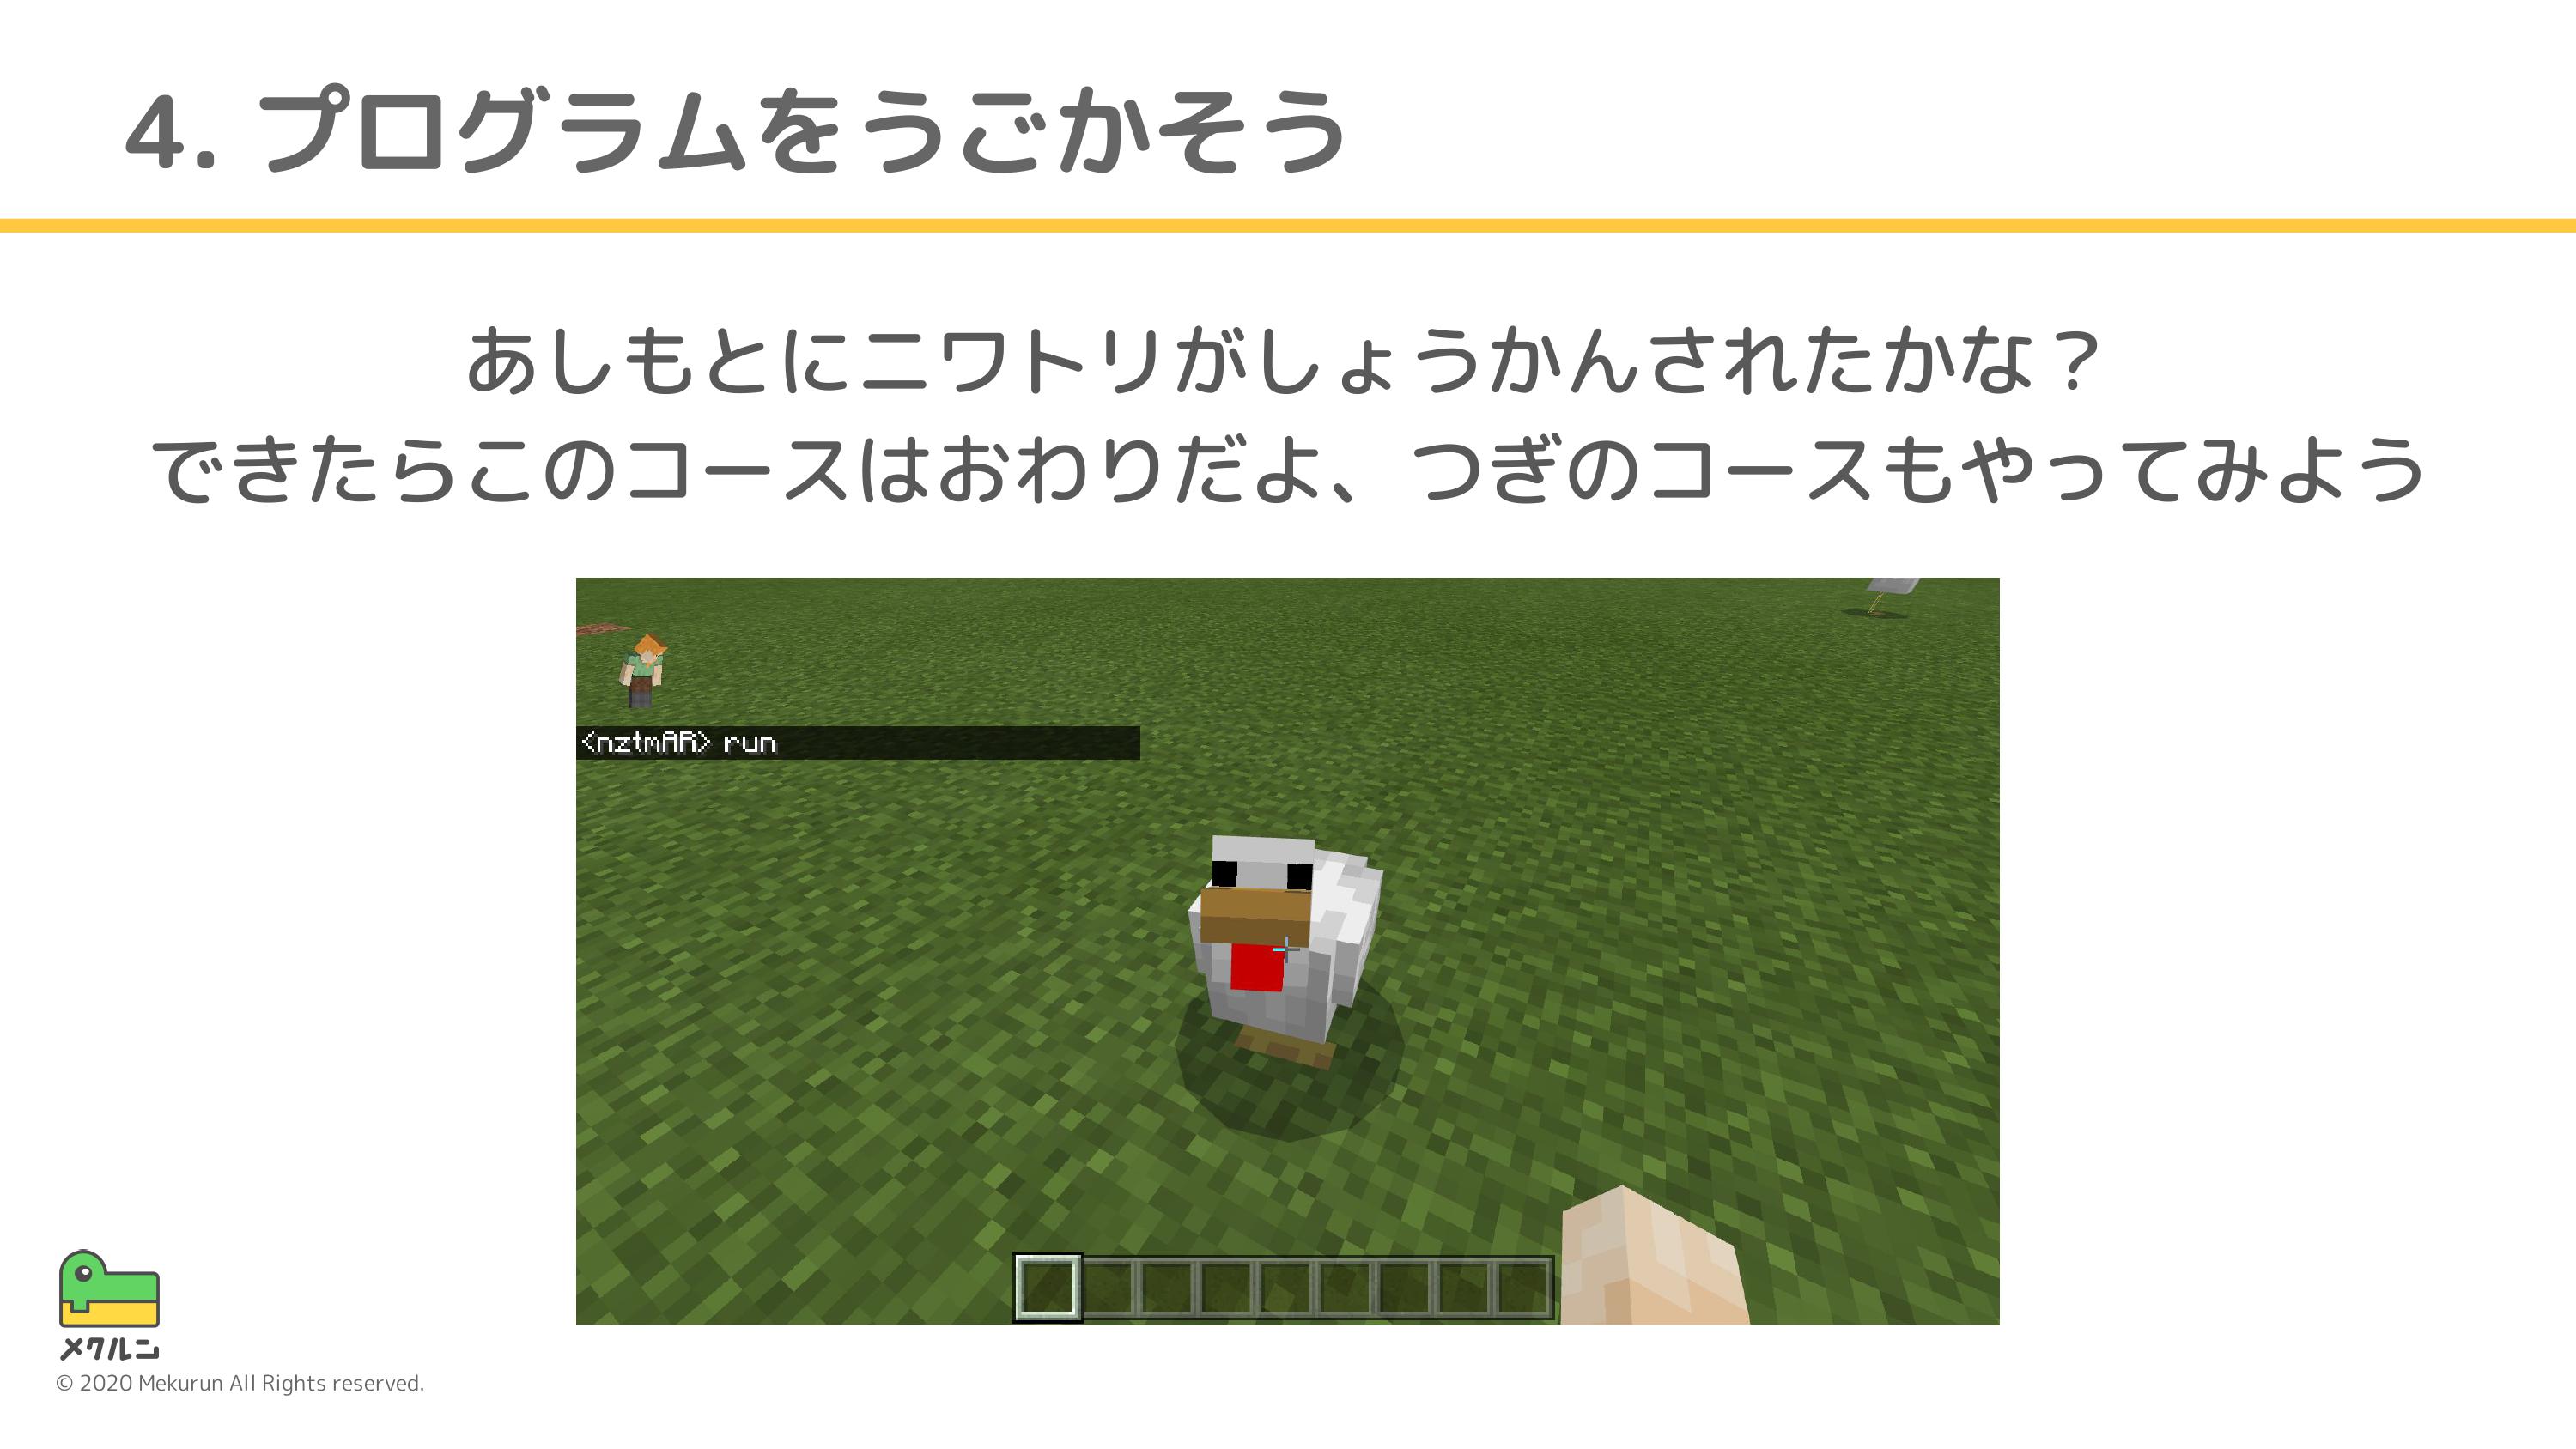 4. プログラムをうごかそう
あしもとにニワトリがしょうかんされたかな？
できたらこのコースはおわりだよ、つぎのコースもやってみよう
<nztmAR> run
メクルン
© 2020 Mekurun All Rights reserved.